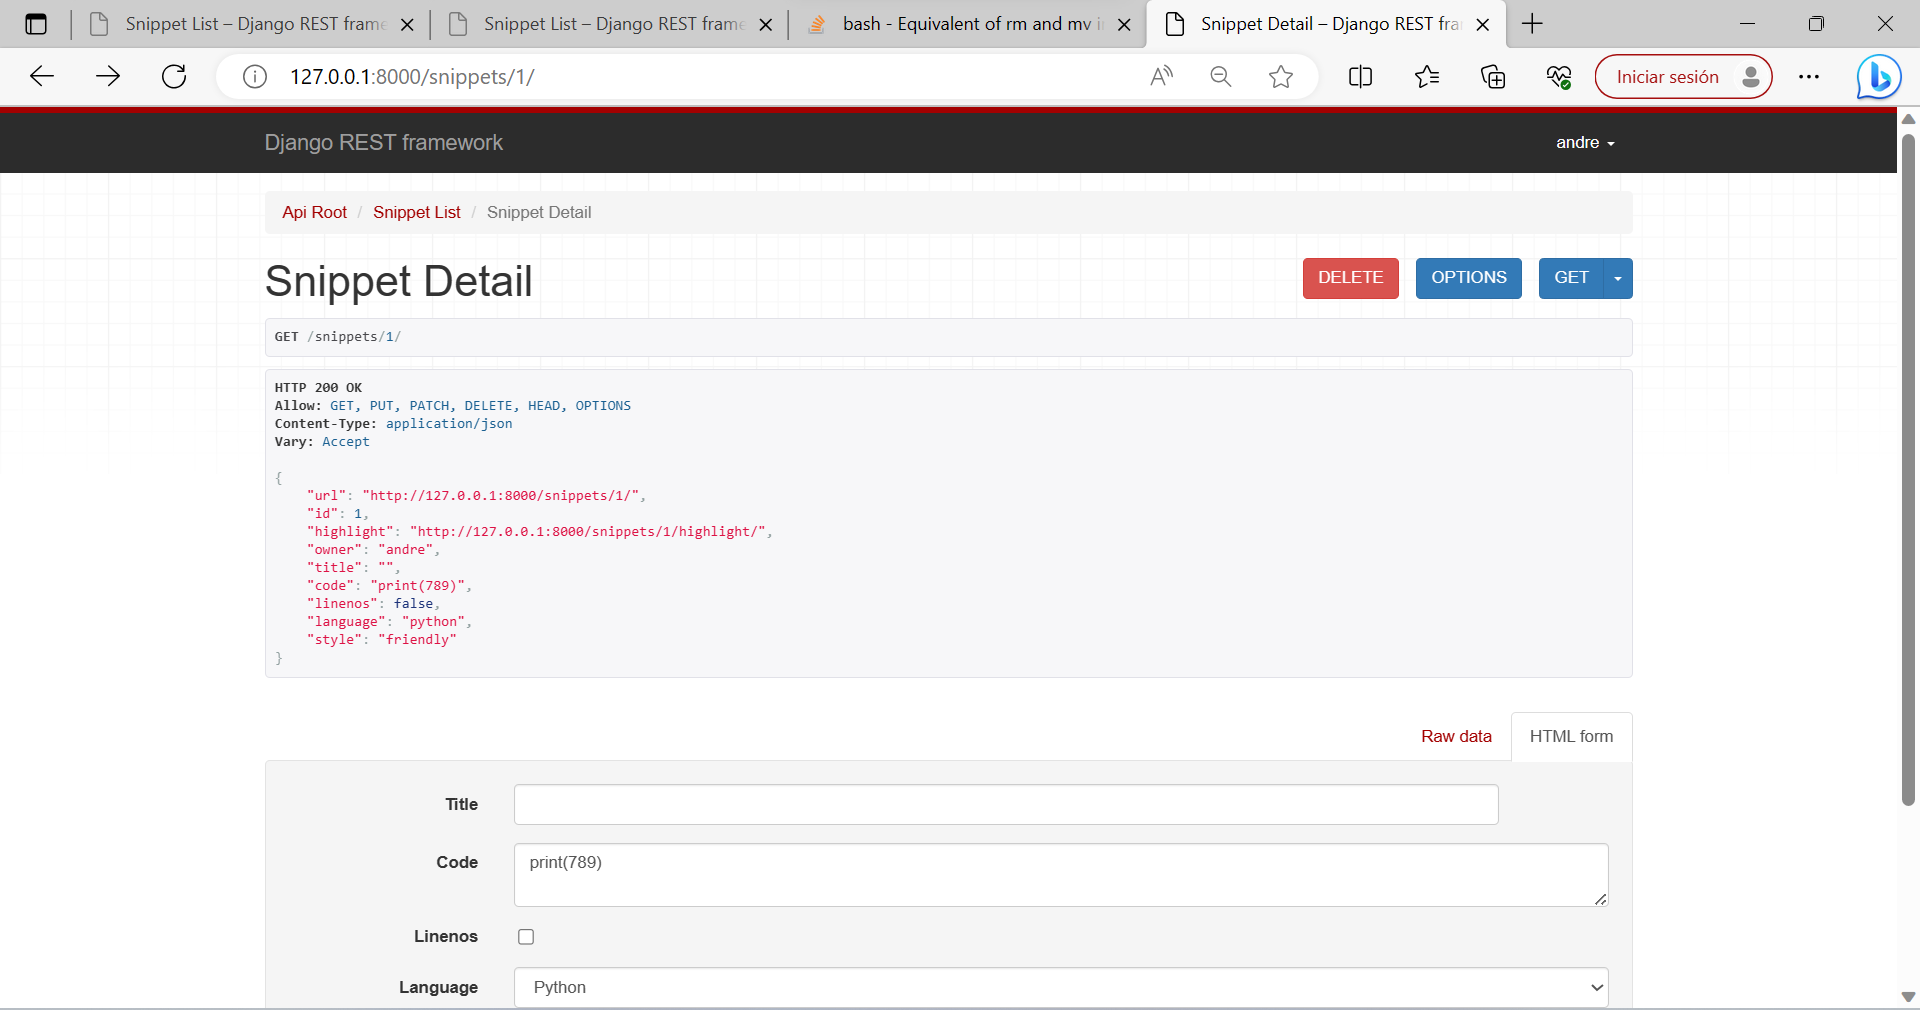 Snippet List – Django REST frame
Snippet List – Django REST frame
bash - Equivalent of rm and mv i
Snippet Detail – Django REST fra
127.0.0.1:8000/snippets/1/
Iniciar sesión
Django REST framework
andre
Api Root / Snippet List / Snippet Detail
Snippet Detail
DELETE
OPTIONS
GET
GET /snippets/1/
HTTP 200 OK
Allow: GET, PUT, PATCH, DELETE, HEAD, OPTIONS
Content-Type: application/json
Vary: Accept
{
"url": "http://127.0.0.1:8000/snippets/1/",
"id": 1,
"highlight": "http://127.0.0.1:8000/snippets/1/highlight/",
"owner": "andre",
"title": "",
"code": "print(789)",
"linenos": false,
"language": "python",
"style": "friendly"
}
Raw data
HTML form
Title
Code
print(789)
Linenos
Language
Python